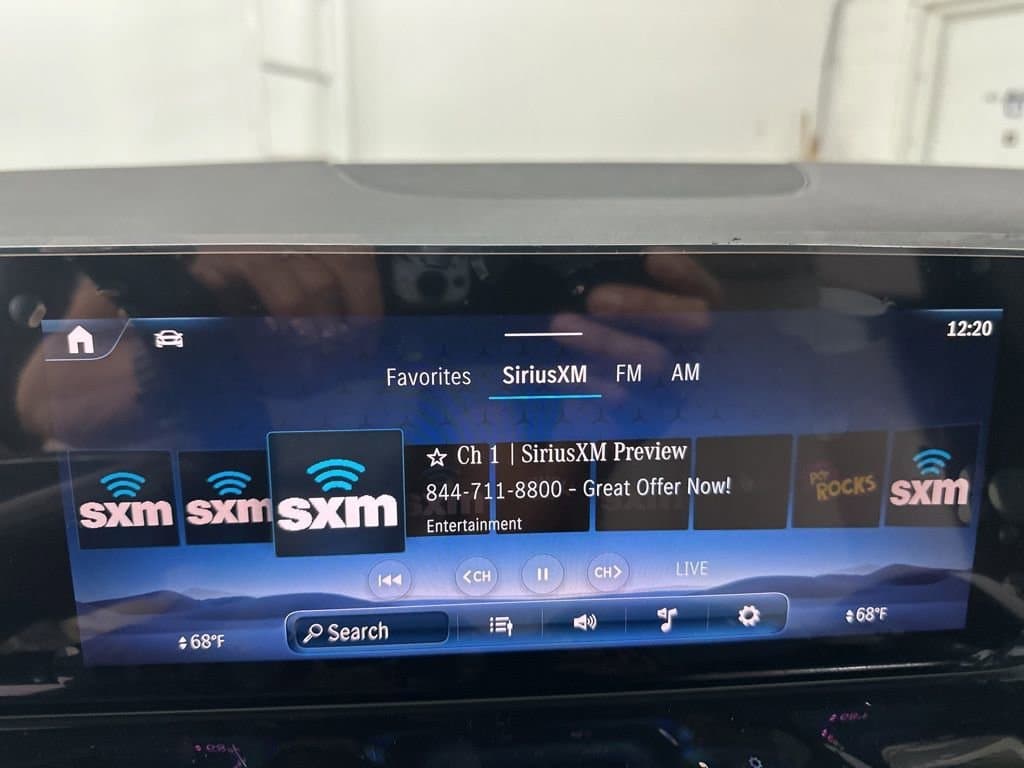 12:20
Favorites SiriusXM FM AM
sxm sxm sxm
Ch 1 | SiriusXM Preview
844-711-8800 - Great Offer Now!
Entertainment
ROCKS sxm
<CH CH> LIVE
68°F Search 68°F